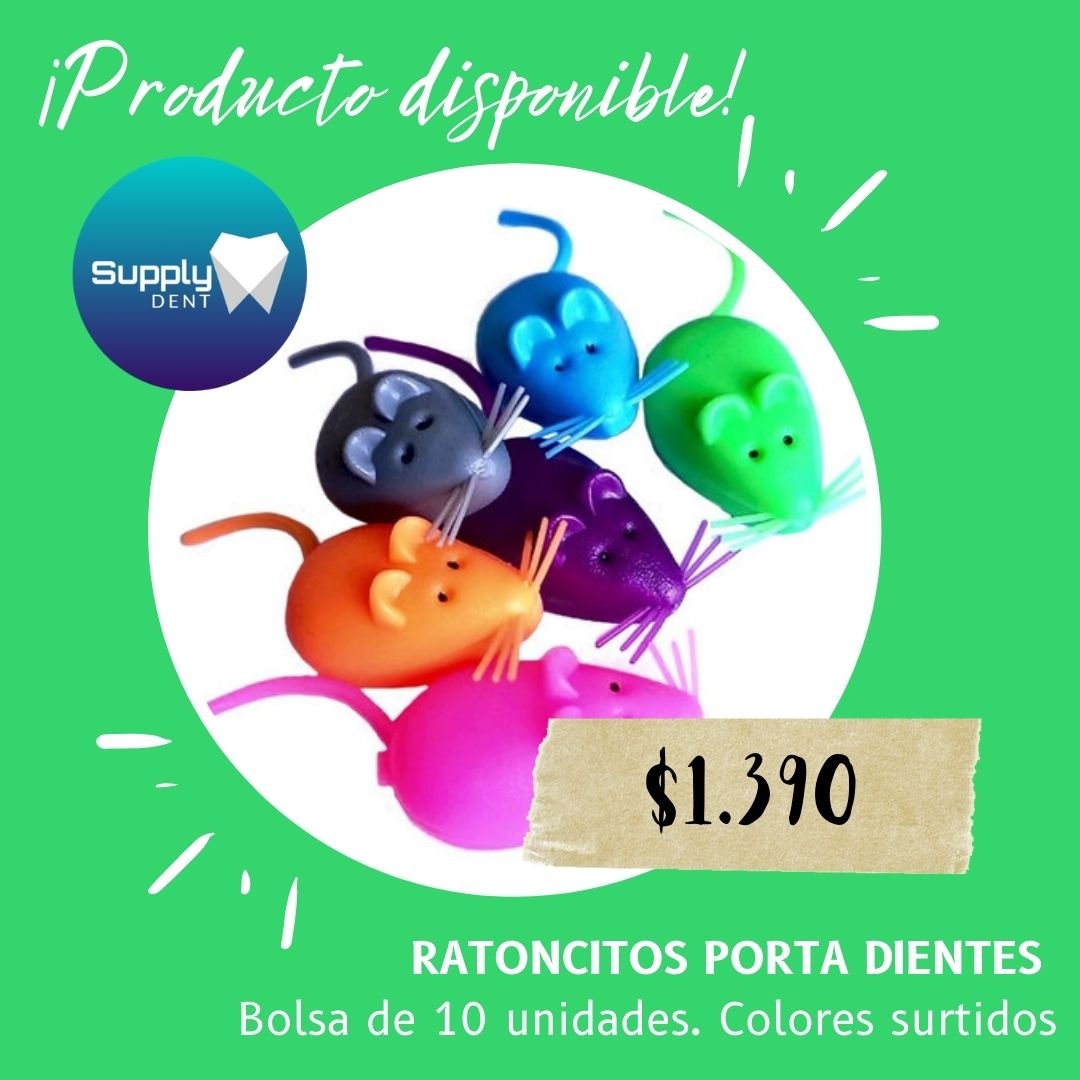 ¡Producto disponible!
Supply
DENT
$1.390
RATONCITOS PORTA DIENTES
Bolsa de 10 unidades. Colores surtidos